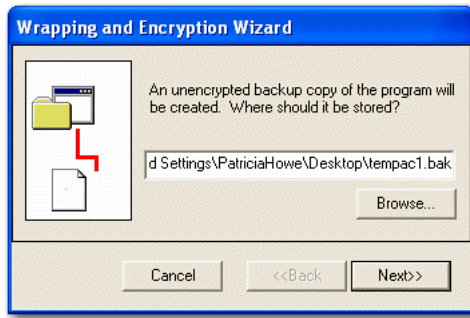 Wrapping and Encryption Wizard
An unencrypted backup copy of the program will
be created. Where should it be stored?
d Settings\PatriciaHowe\Desktop\tempac1.bak
Browse...
Cancel
<<Back
Next>>